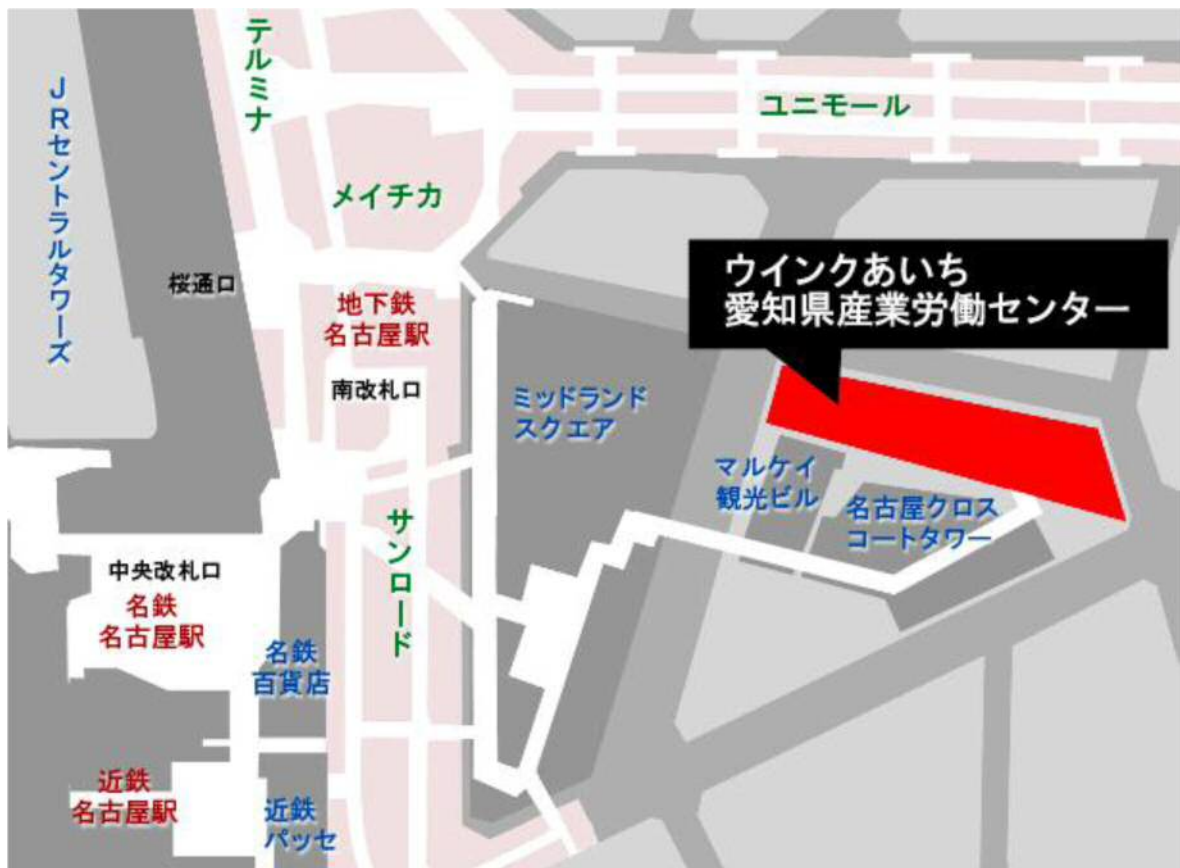 テルミナ
JRセントラルタワーズ
ユニモール
メイチカ
桜通口
地下鉄
名古屋駅
南改札口
ウインクあいち
愛知県産業労働センター
ミッドランド
スクエア
マルケイ
観光ビル
名古屋クロス
コートタワー
サンロード
中央改札口
名鉄
名古屋駅
名鉄
百貨店
近鉄
名古屋駅
近鉄
パッセ